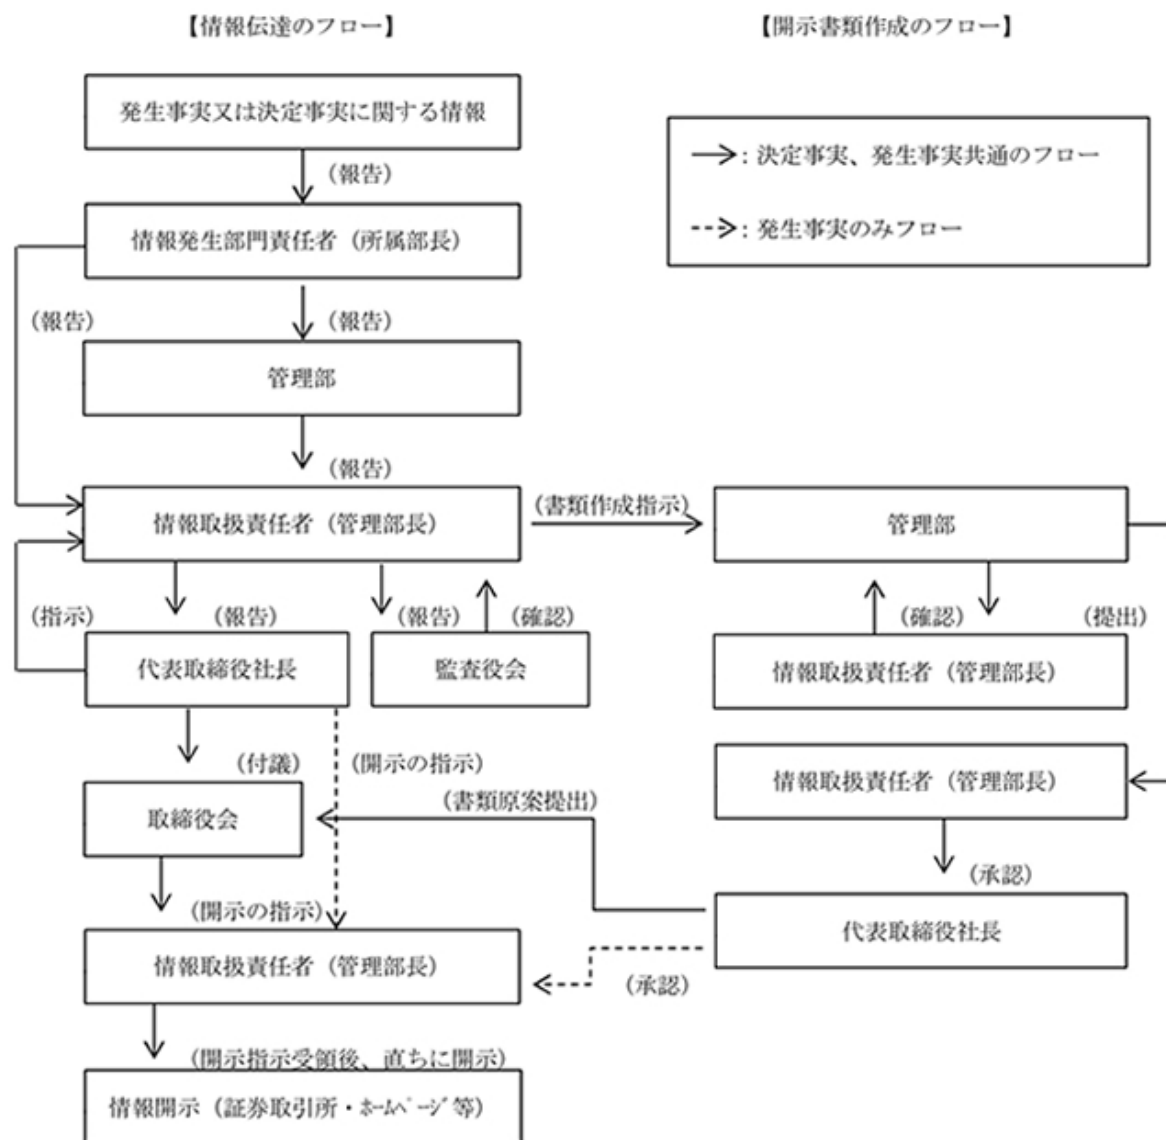 【情報伝達のフロー】
【開示書類作成のフロー】
発生事実又は決定事実に関する情報
→: 決定事実、発生事実共通のフロー
⇢: 発生事実のみフロー
(報告)
情報発生部門責任者（所属部長）
(報告)
(報告)
管理部
(報告)
情報取扱責任者（管理部長）
(書類作成指示)
管理部
(指示)
(報告)
(報告)
(確認)
(確認)
(提出)
代表取締役社長
監査役会
情報取扱責任者（管理部長）
(付議)
(開示の指示)
情報取扱責任者（管理部長）
(書類原案提出)
取締役会
(承認)
(開示の指示)
代表取締役社長
情報取扱責任者（管理部長）
(承認)
(開示指示受領後、直ちに開示)
情報開示（証券取引所・ﾎｰﾑﾍﾟｰｼﾞ等）